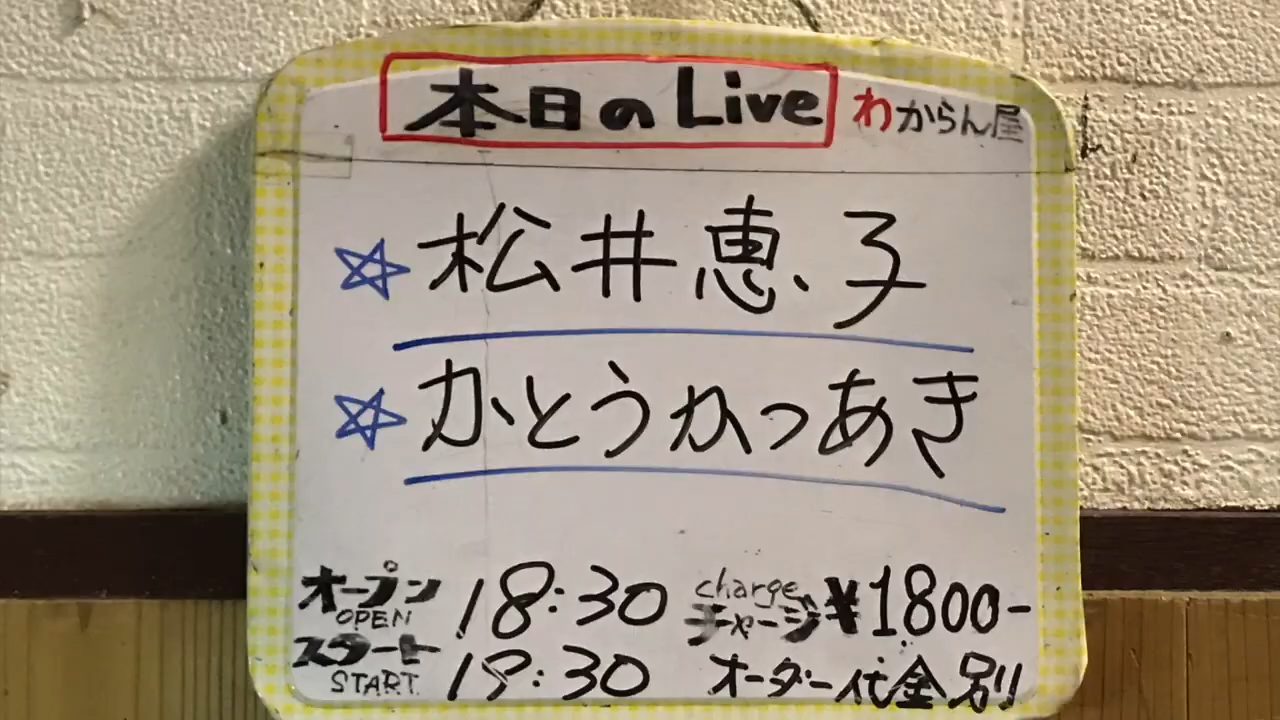 本日のLive わからん屋
☆松井恵子
☆かとうかつあき
オープン 18:30 charge
OPEN チャージ ¥1800-
スタート 19:30 オーダー代金別
START